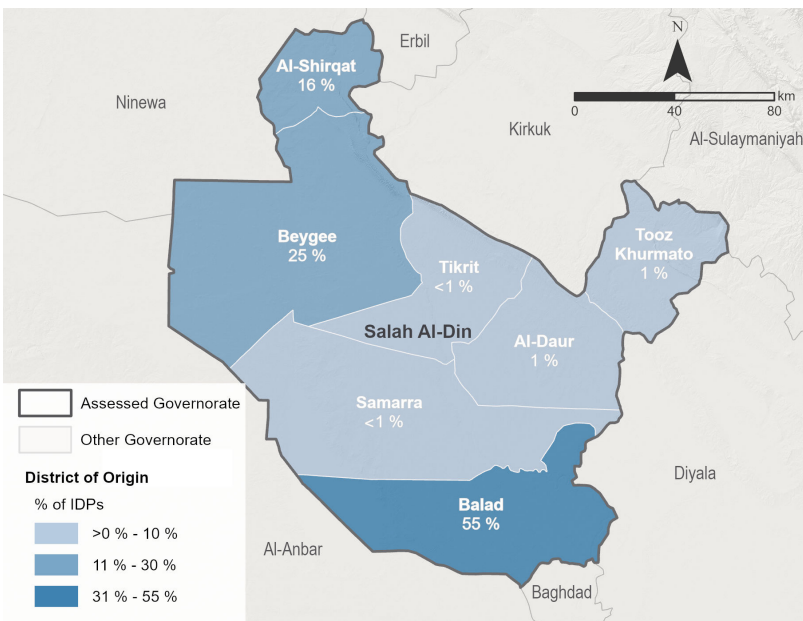 Erbil
N
Al-Shirqat
16 %
Ninewa
km
0
40
80
Kirkuk
Al-Sulaymaniyah
Beygee
25 %
Tooz
Khurmato
1 %
Tikrit
<1 %
Salah Al-Din
Al-Daur
1 %
Samarra
<1 %
Assessed Governorate
Other Governorate
District of Origin
% of IDPs
>0 % - 10 %
11 % - 30 %
31 % - 55 %
Balad
55 %
Diyala
Al-Anbar
Baghdad